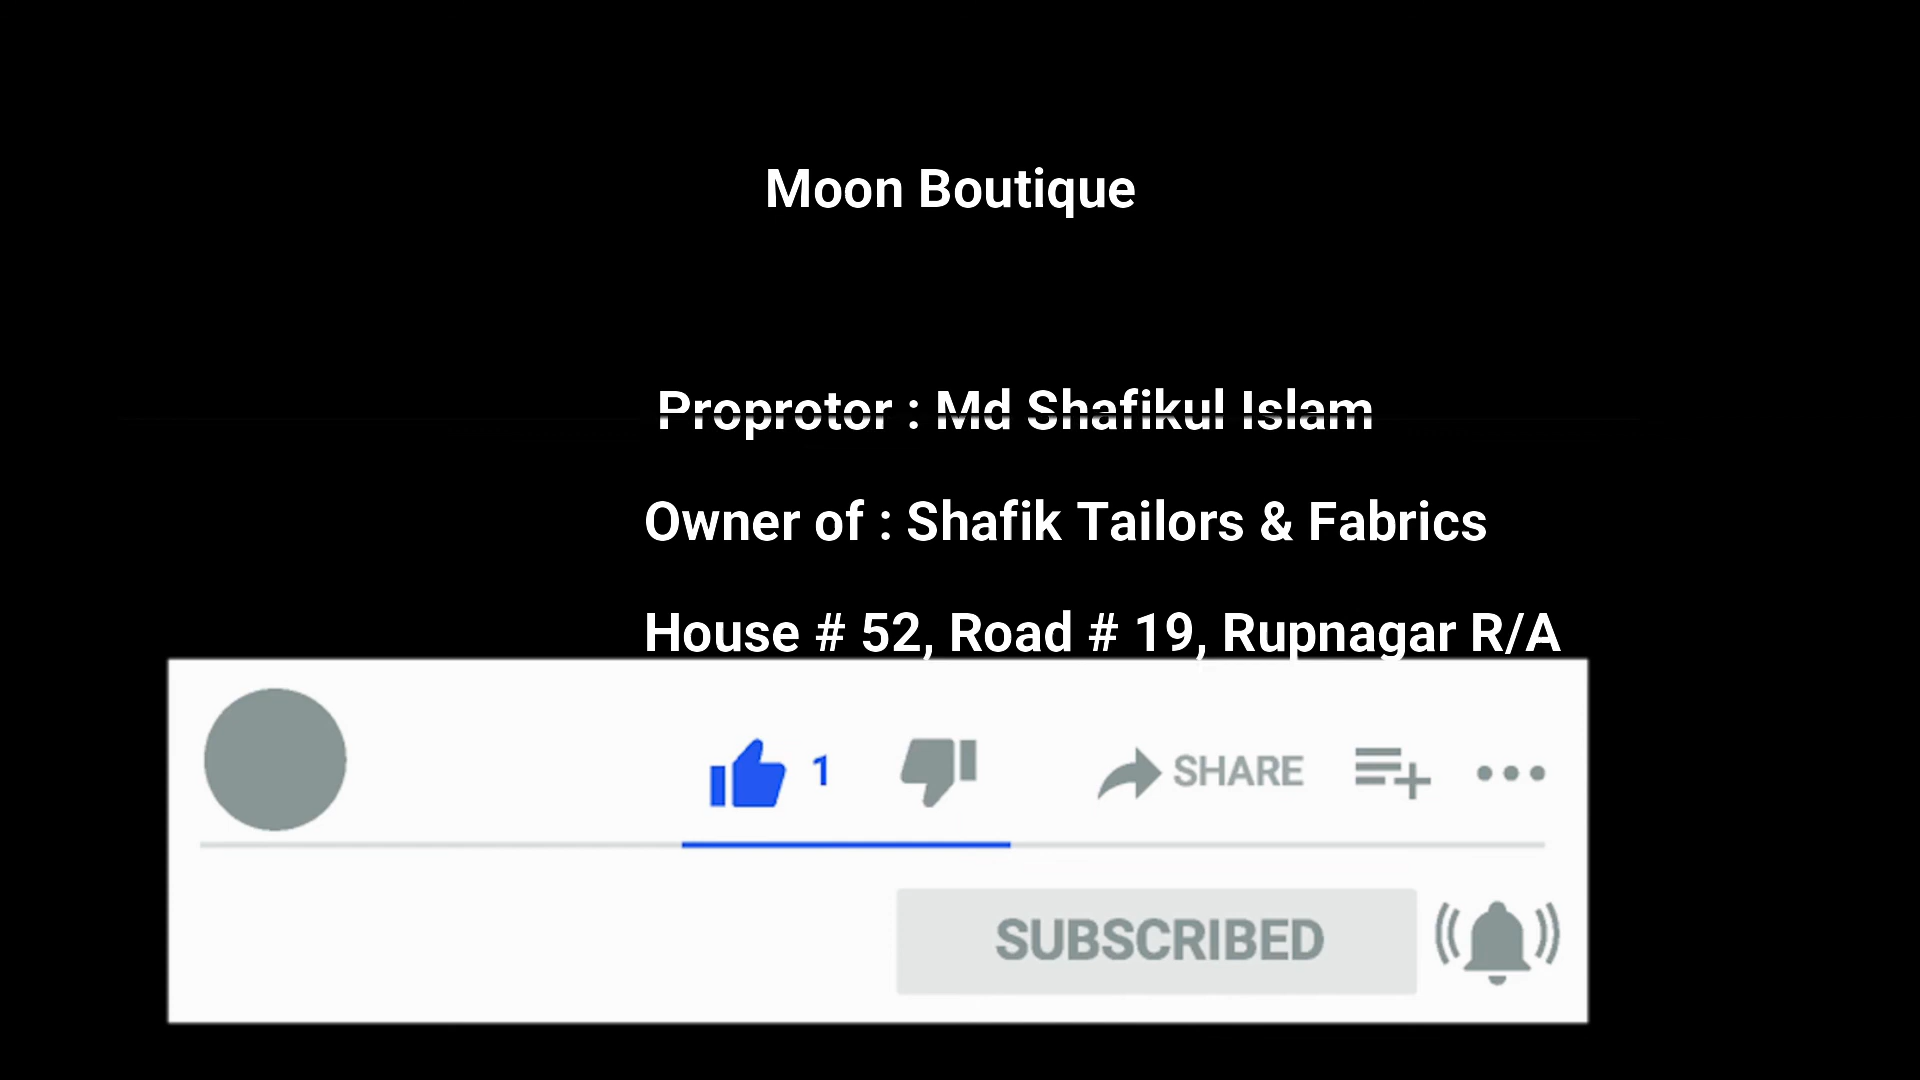 Moon Boutique
Proprotor : Md Shafikul Islam
Owner of : Shafik Tailors & Fabrics
House # 52, Road # 19, Rupnagar R/A
1
SHARE
SUBSCRIBED